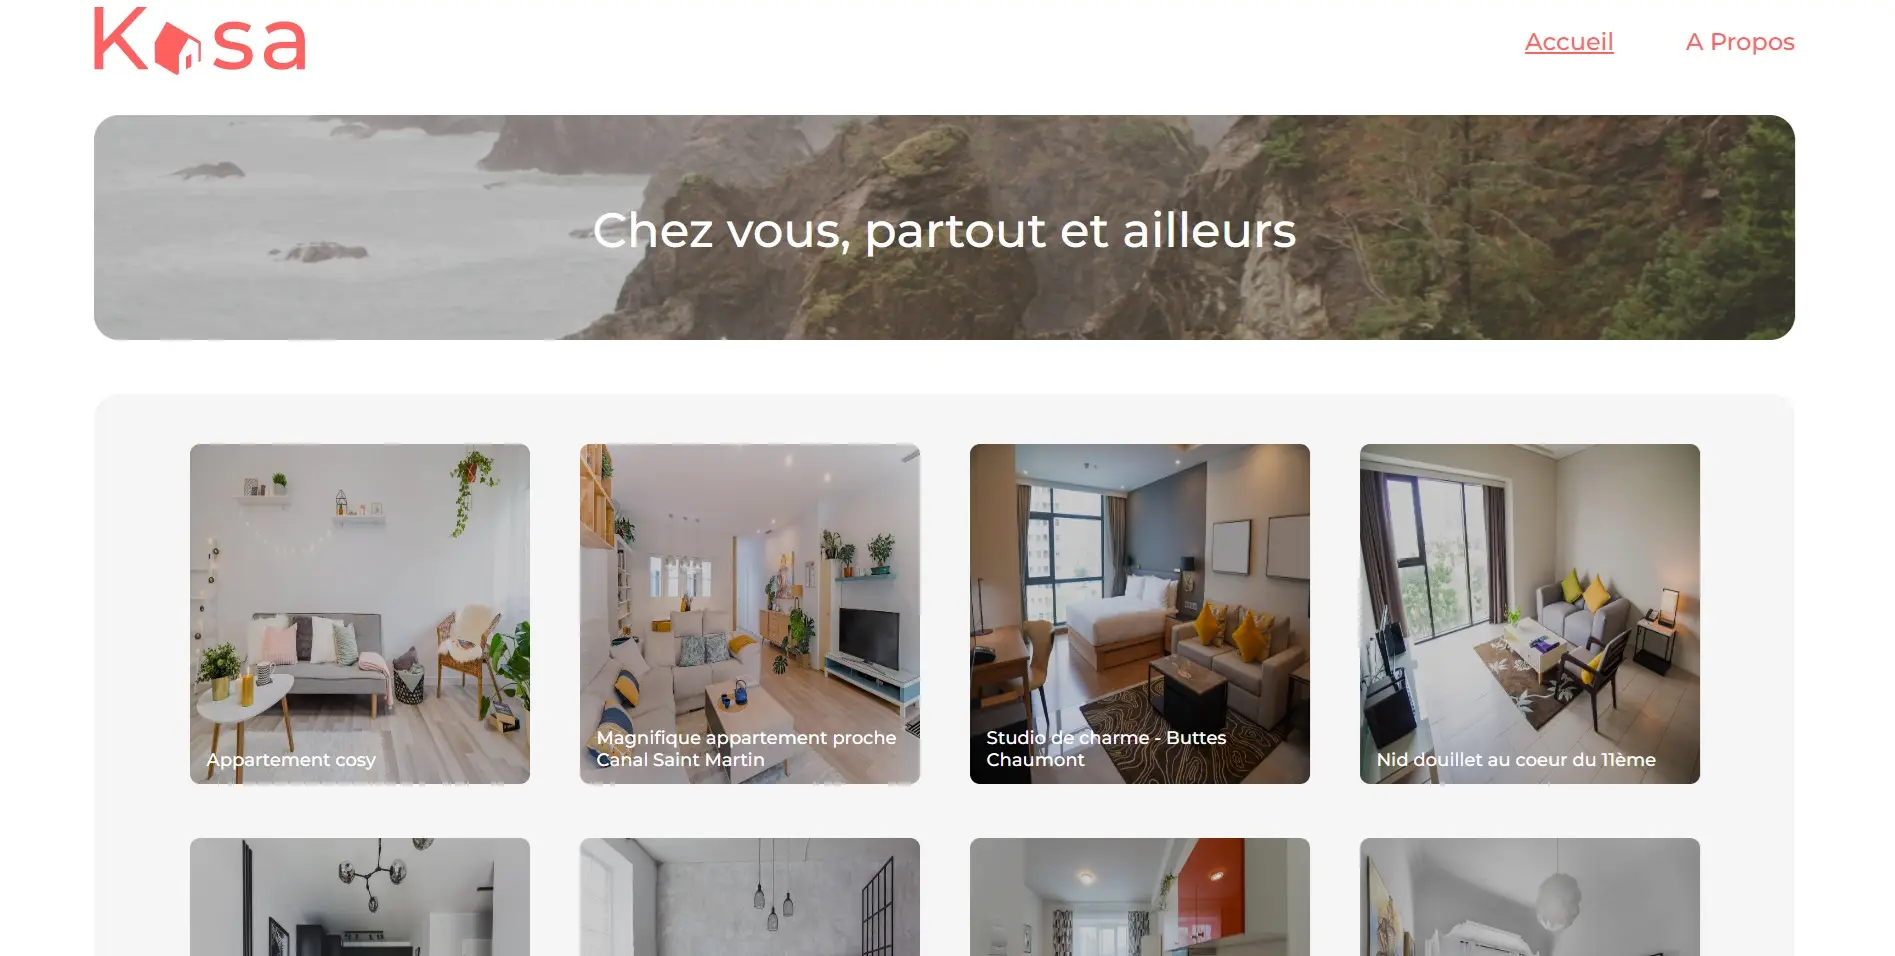 Kasa
Accueil
A Propos
Chez vous, partout et ailleurs
Appartement cosy
Magnifique appartement proche
Canal Saint Martin
Studio de charme - Buttes
Chaumont
Nid douillet au coeur du 11ème